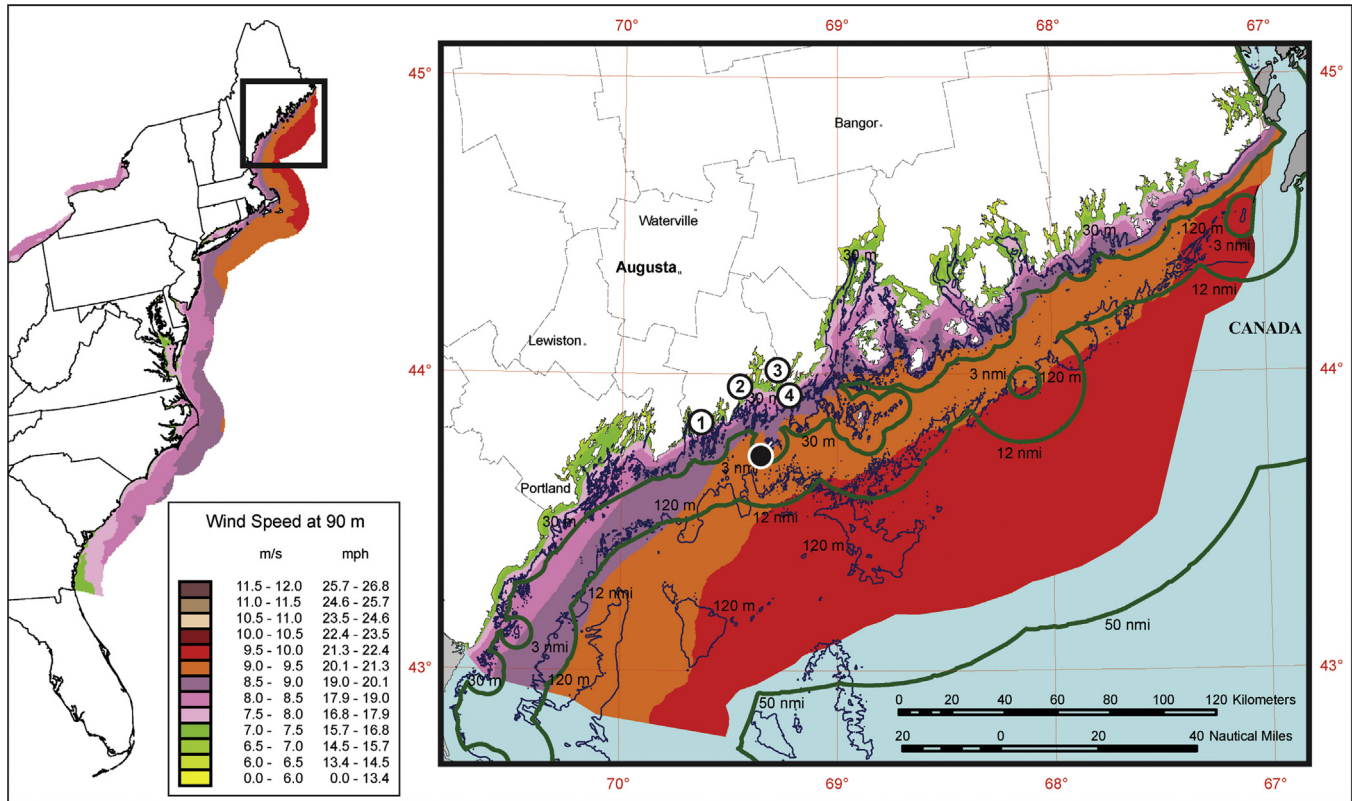 70°
69°
68°
67°
45°
45°
Bangor
Waterville
Augusta
30 m
30 m
120 m
3 nmi
12 nmi
CANADA
Lewiston
44°
44°
3
2
30 m
4
1
3 nmi
120 m
30 m
12 nmi
3 nmi
Portland
120 m
12 nmi
30 m
120 m
12 nmi
120 m
3 nmi
50 nmi
43°
43°
30 m
120 m
50 nmi
0 20 40 60 80 100 120 Kilometers
20 0 20 40 Nautical Miles
70°
69°
68°
67°
Wind Speed at 90 m
m/s mph
11.5 - 12.0 25.7 - 26.8
11.0 - 11.5 24.6 - 25.7
10.5 - 11.0 23.5 - 24.6
10.0 - 10.5 22.4 - 23.5
9.5 - 10.0 21.3 - 22.4
9.0 - 9.5 20.1 - 21.3
8.5 - 9.0 19.0 - 20.1
8.0 - 8.5 17.9 - 19.0
7.5 - 8.0 16.8 - 17.9
7.0 - 7.5 15.7 - 16.8
6.5 - 7.0 14.5 - 15.7
6.0 - 6.5 13.4 - 14.5
0.0 - 6.0 0.0 - 13.4